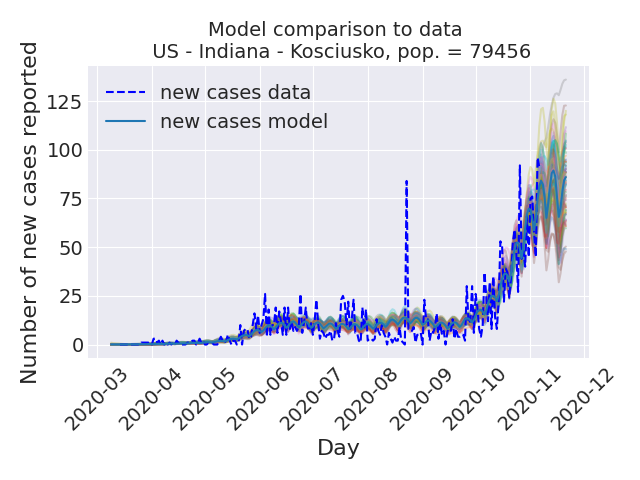 Model comparison to data
US - Indiana - Kosciusko, pop. = 79456
Number of new cases reported
125
100
75
50
25
0
new cases data
new cases model
2020-03
2020-04
2020-05
2020-06
2020-07
2020-08
2020-09
2020-10
2020-11
2020-12
Day